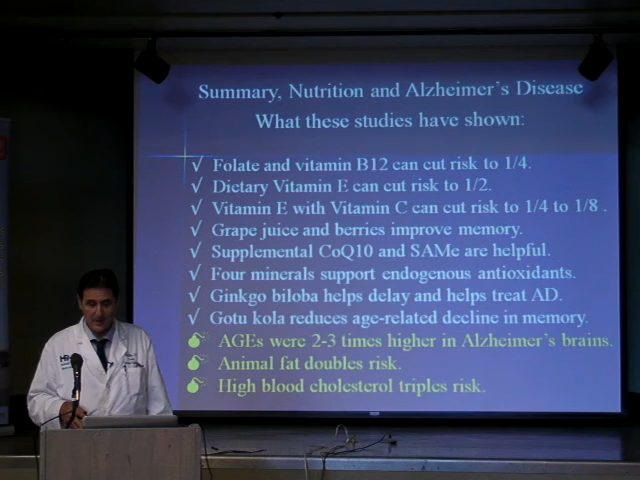 Summary, Nutrition and Alzheimer's Disease
What these studies have shown:
√ Folate and vitamin B12 can cut risk to 1/4.
√ Dietary Vitamin E can cut risk to 1/2.
√ Vitamin E with Vitamin C can cut risk to 1/4 to 1/8 .
√ Grape juice and berries improve memory.
√ Supplemental CoQ10 and SAMe are helpful.
√ Four minerals support endogenous antioxidants.
√ Ginkgo biloba helps delay and helps treat AD.
√ Gotu kola reduces age-related decline in memory.
AGEs were 2-3 times higher in Alzheimer's brains.
Animal fat doubles risk.
High blood cholesterol triples risk.